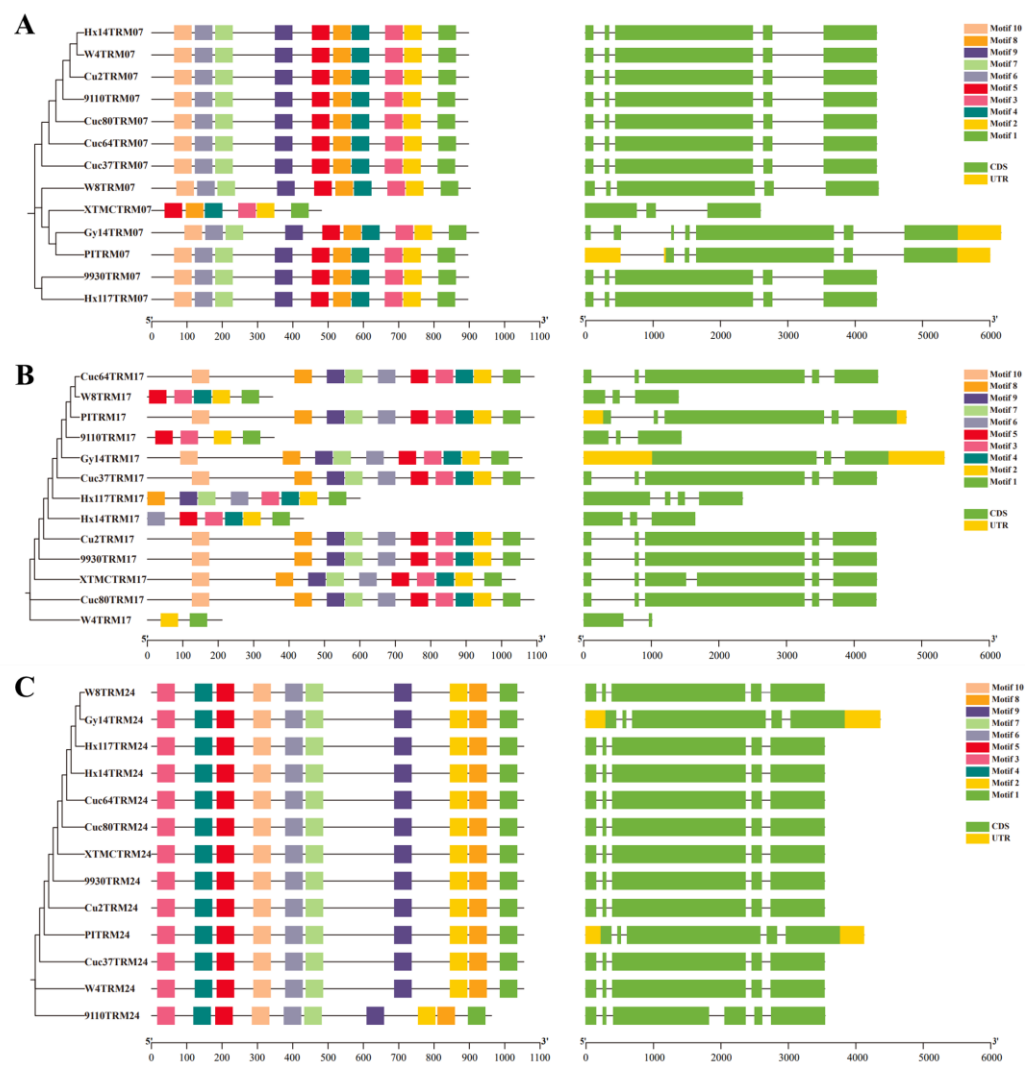 A
Hx14TRM07
W4TRM07
Cu2TRM07
9110TRM07
Cuc80TRM07
Cuc64TRM07
Cuc37TRM07
W8TRM07
XTMCTRM07
Gy14TRM07
PITRM07
9930TRM07
Hx117TRM07
5' 3'
0 100 200 300 400 500 600 700 800 900 1000 1100
5' 3'
0 1000 2000 3000 4000 5000 6000
Motif 10
Motif 8
Motif 9
Motif 7
Motif 6
Motif 5
Motif 3
Motif 4
Motif 2
Motif 1
CDS
UTR
B
Cuc64TRM17
W8TRM17
PITRM17
9110TRM17
Gy14TRM17
Cuc37TRM17
Hx117TRM17
Hx14TRM17
Cu2TRM17
9930TRM17
XTMCTRM17
Cuc80TRM17
W4TRM17
5' 3'
0 100 200 300 400 500 600 700 800 900 1000 1100
5' 3'
0 1000 2000 3000 4000 5000 6000
Motif 10
Motif 8
Motif 9
Motif 7
Motif 6
Motif 5
Motif 3
Motif 4
Motif 2
Motif 1
CDS
UTR
C
W8TRM24
Gy14TRM24
Hx117TRM24
Hx14TRM24
Cuc64TRM24
Cuc80TRM24
XTMCTRM24
9930TRM24
Cu2TRM24
PITRM24
Cuc37TRM24
W4TRM24
9110TRM24
5' 3'
0 100 200 300 400 500 600 700 800 900 1000 1100
5' 3'
0 1000 2000 3000 4000 5000 6000
Motif 10
Motif 8
Motif 9
Motif 7
Motif 6
Motif 5
Motif 3
Motif 4
Motif 2
Motif 1
CDS
UTR